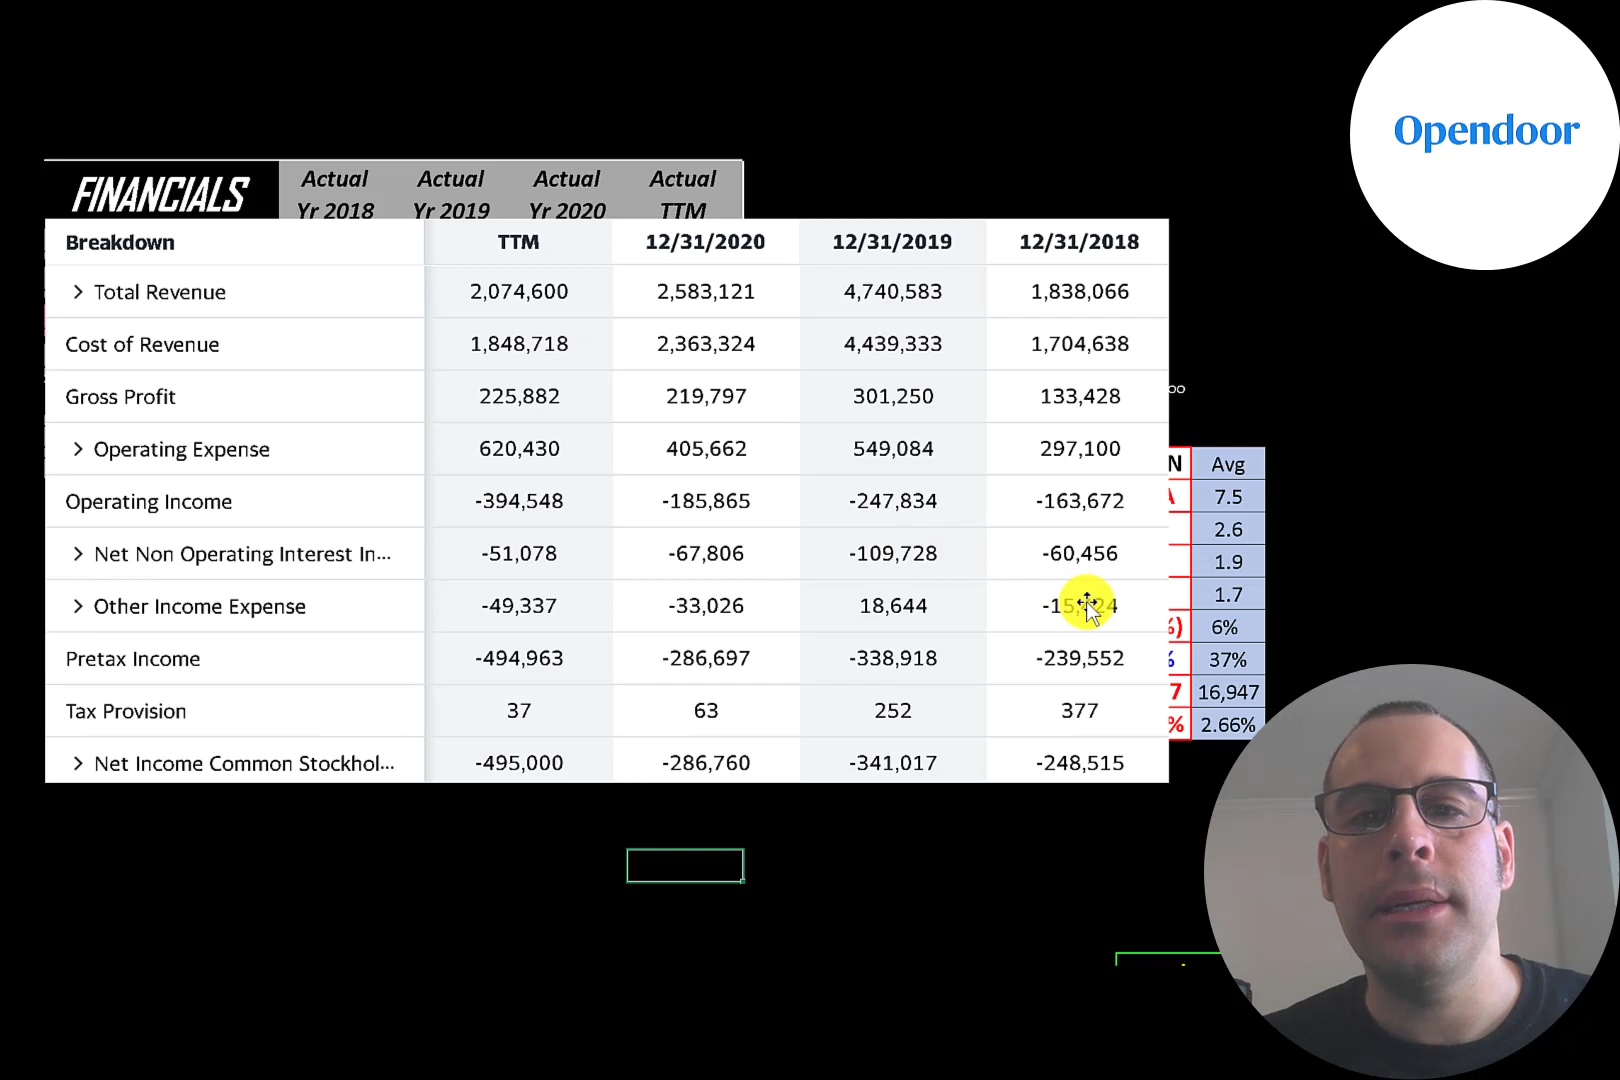 Opendoor
FINANCIALS Actual Actual Actual Actual
Yr 2018 Yr 2019 Yr 2020 TTM
Breakdown TTM 12/31/2020 12/31/2019 12/31/2018
Total Revenue 2,074,600 2,583,121 4,740,583 1,838,066
Cost of Revenue 1,848,718 2,363,324 4,439,333 1,704,638
Gross Profit 225,882 219,797 301,250 133,428
Operating Expense 620,430 405,662 549,084 297,100
Operating Income -394,548 -185,865 -247,834 -163,672
Net Non Operating Interest In... -51,078 -67,806 -109,728 -60,456
Other Income Expense -49,337 -33,026 18,644
Pretax Income -494,963 -286,697 -338,918 -239,552
Tax Provision 37 63 252 377
Net Income Common Stockhol... -495,000 -286,760 -341,017 -248,515
N Avg
7.5
2.6
1.9
1.7
%) 6%
37%
7 16,947
% 2.66%